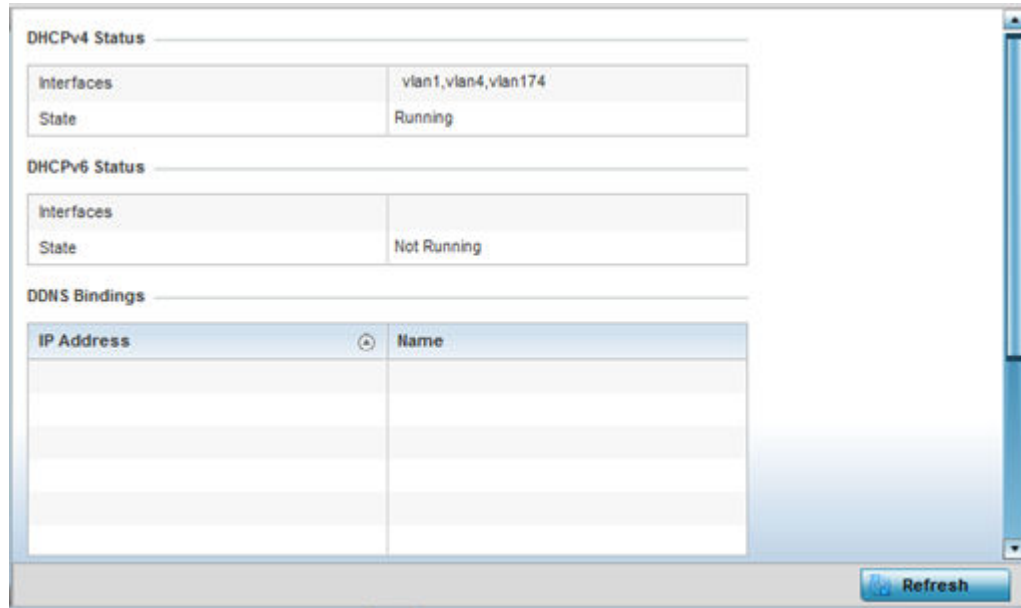 DHCPv4 Status
Interfaces vlan1,vlan4,vlan174
State Running
DHCPv6 Status
Interfaces
State Not Running
DDNS Bindings
IP Address Name
Refresh